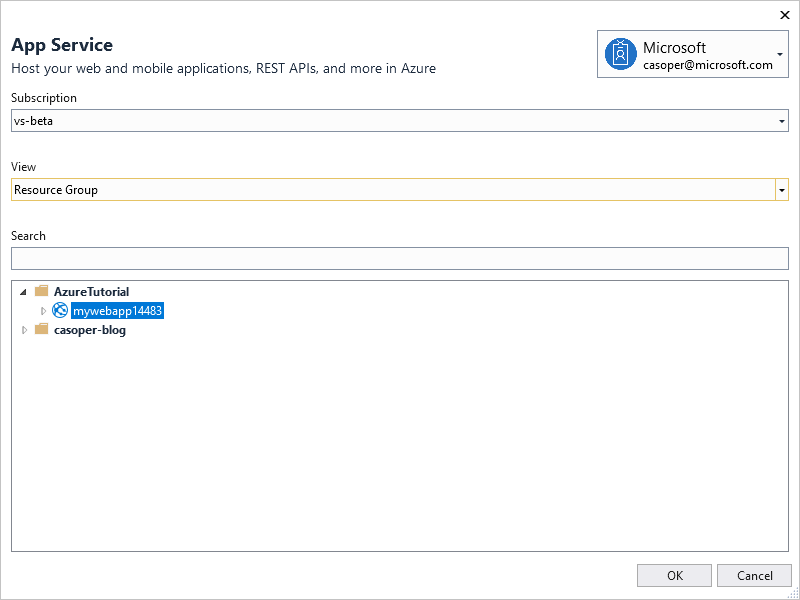 App Service
Host your web and mobile applications, REST APIs, and more in Azure
Microsoft
casoper@microsoft.com
Subscription
vs-beta
View
Resource Group
Search
AzureTutorial
mywebapp14483
casoper-blog
OK
Cancel